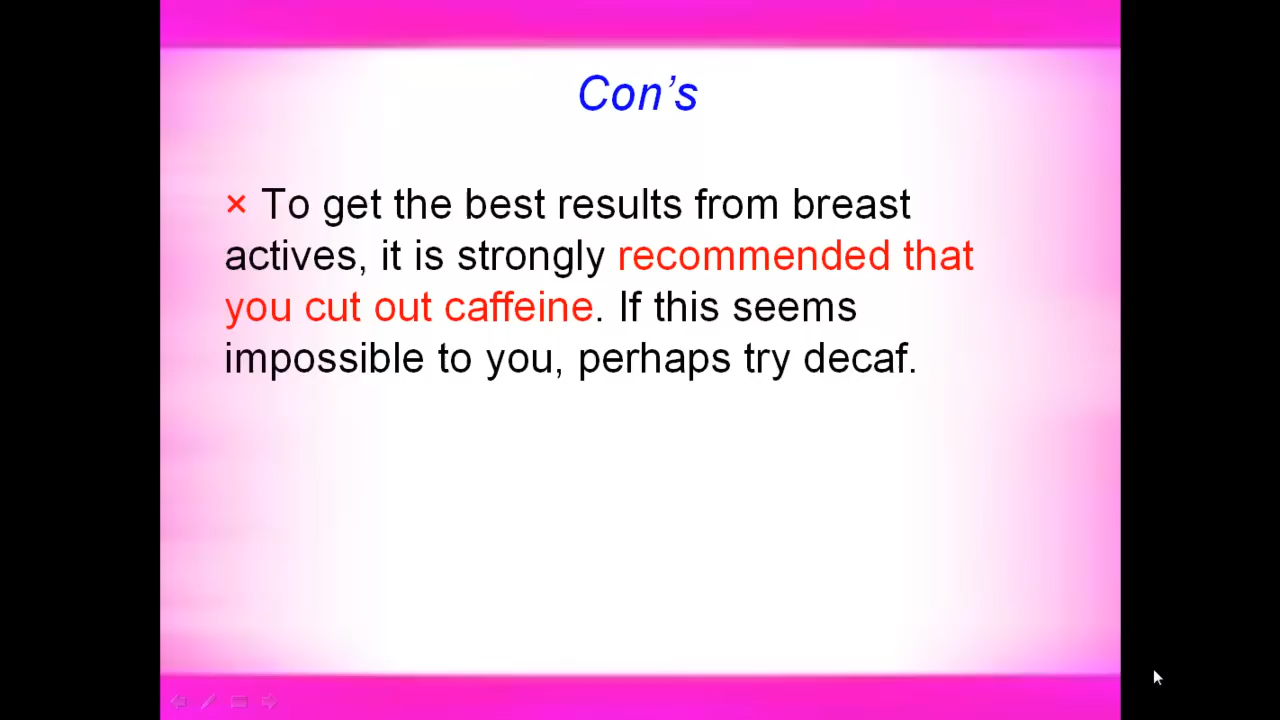 Con’s
× To get the best results from breast
actives, it is strongly recommended that
you cut out caffeine. If this seems
impossible to you, perhaps try decaf.